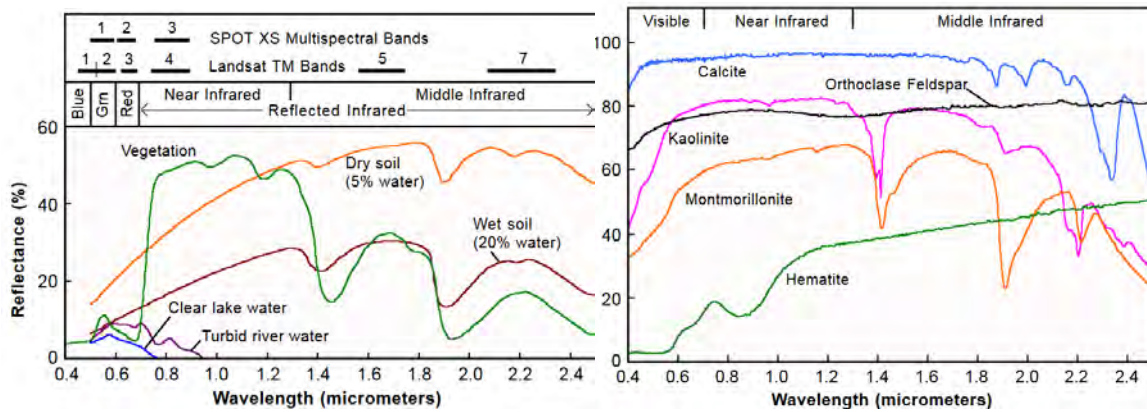 1 2 3
SPOT XS Multispectral Bands
1 2 3 4 5 7
Landsat TM Bands
Blue
Grn
Red
Near Infrared
Middle Infrared
Reflected Infrared
60
40
20
0
Reflectance (%)
Vegetation
Dry soil
(5% water)
Wet soil
(20% water)
Clear lake water
Turbid river water
0.4 0.6 0.8 1.0 1.2 1.4 1.6 1.8 2.0 2.2 2.4
Wavelength (micrometers)
Visible
Near Infrared
Middle Infrared
100
80
60
40
20
0
Calcite
Orthoclase Feldspar
Kaolinite
Montmorillonite
Hematite
0.4 0.6 0.8 1.0 1.2 1.4 1.6 1.8 2.0 2.2 2.4
Wavelength (micrometers)